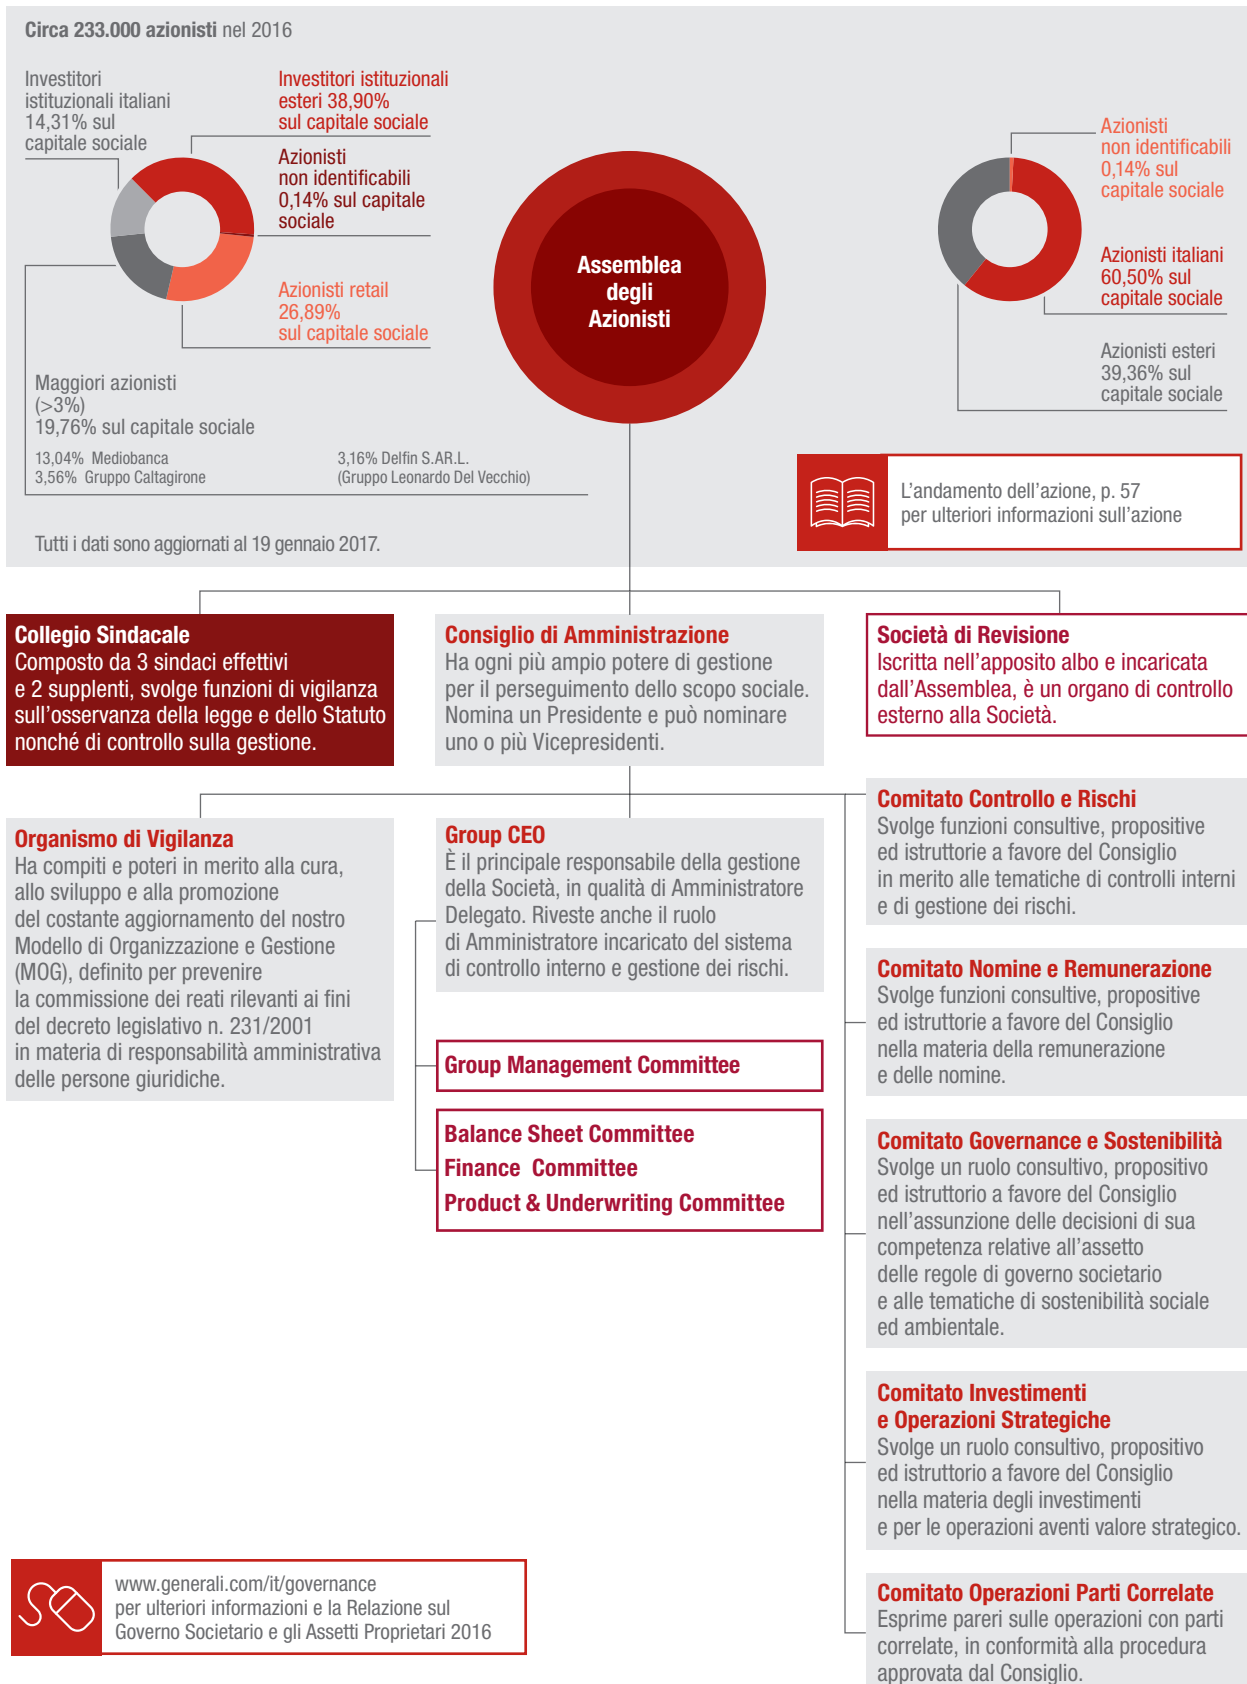 Circa 233.000 azionisti nel 2016
Investitori
istituzionali italiani
14,31% sul
capitale sociale
Investitori istituzionali
esteri 38,90%
sul capitale sociale
Azionisti
non identificabili
0,14% sul capitale
sociale
Azionisti retail
26,89%
sul capitale sociale
Maggiori azionisti
(>3%)
19,76% sul capitale sociale
13,04% Mediobanca
3,56% Gruppo Caltagirone
3,16% Delfin S.AR.L.
(Gruppo Leonardo Del Vecchio)
Tutti i dati sono aggiornati al 19 gennaio 2017.
Assemblea
degli
Azionisti
Azionisti
non identificabili
0,14% sul
capitale sociale
Azionisti italiani
60,50% sul
capitale sociale
Azionisti esteri
39,36% sul
capitale sociale
L'andamento dell'azione, p. 57
per ulteriori informazioni sull'azione
Collegio Sindacale
Composto da 3 sindaci effettivi
e 2 supplenti, svolge funzioni di vigilanza
sull'osservanza della legge e dello Statuto
nonché di controllo sulla gestione.
Consiglio di Amministrazione
Ha ogni più ampio potere di gestione
per il perseguimento dello scopo sociale.
Nomina un Presidente e può nominare
uno o più Vicepresidenti.
Società di Revisione
Iscritta nell'apposito albo e incaricata
dall'Assemblea, è un organo di controllo
esterno alla Società.
Organismo di Vigilanza
Ha compiti e poteri in merito alla cura,
allo sviluppo e alla promozione
del costante aggiornamento del nostro
Modello di Organizzazione e Gestione
(MOG), definito per prevenire
la commissione dei reati rilevanti ai fini
del decreto legislativo n. 231/2001
in materia di responsabilità amministrativa
delle persone giuridiche.
Group CEO
È il principale responsabile della gestione
della Società, in qualità di Amministratore
Delegato. Riveste anche il ruolo
di Amministratore incaricato del sistema
di controllo interno e gestione dei rischi.
Group Management Committee
Balance Sheet Committee
Finance Committee
Product & Underwriting Committee
Comitato Controllo e Rischi
Svolge funzioni consultive, propositive
ed istruttorie a favore del Consiglio
in merito alle tematiche di controlli interni
e di gestione dei rischi.
Comitato Nomine e Remunerazione
Svolge funzioni consultive, propositive
ed istruttorie a favore del Consiglio
nella materia della remunerazione
e delle nomine.
Comitato Governance e Sostenibilità
Svolge un ruolo consultivo, propositivo
ed istruttorio a favore del Consiglio
nell'assunzione delle decisioni di sua
competenza relative all'assetto
delle regole di governo societario
e alle tematiche di sostenibilità sociale
ed ambientale.
Comitato Investimenti
e Operazioni Strategiche
Svolge un ruolo consultivo, propositivo
ed istruttorio a favore del Consiglio
nella materia degli investimenti
e per le operazioni aventi valore strategico.
Comitato Operazioni Parti Correlate
Esprime pareri sulle operazioni con parti
correlate, in conformità alla procedura
approvata dal Consiglio.
www.generali.com/it/governance
per ulteriori informazioni e la Relazione sul
Governo Societario e gli Assetti Proprietari 2016